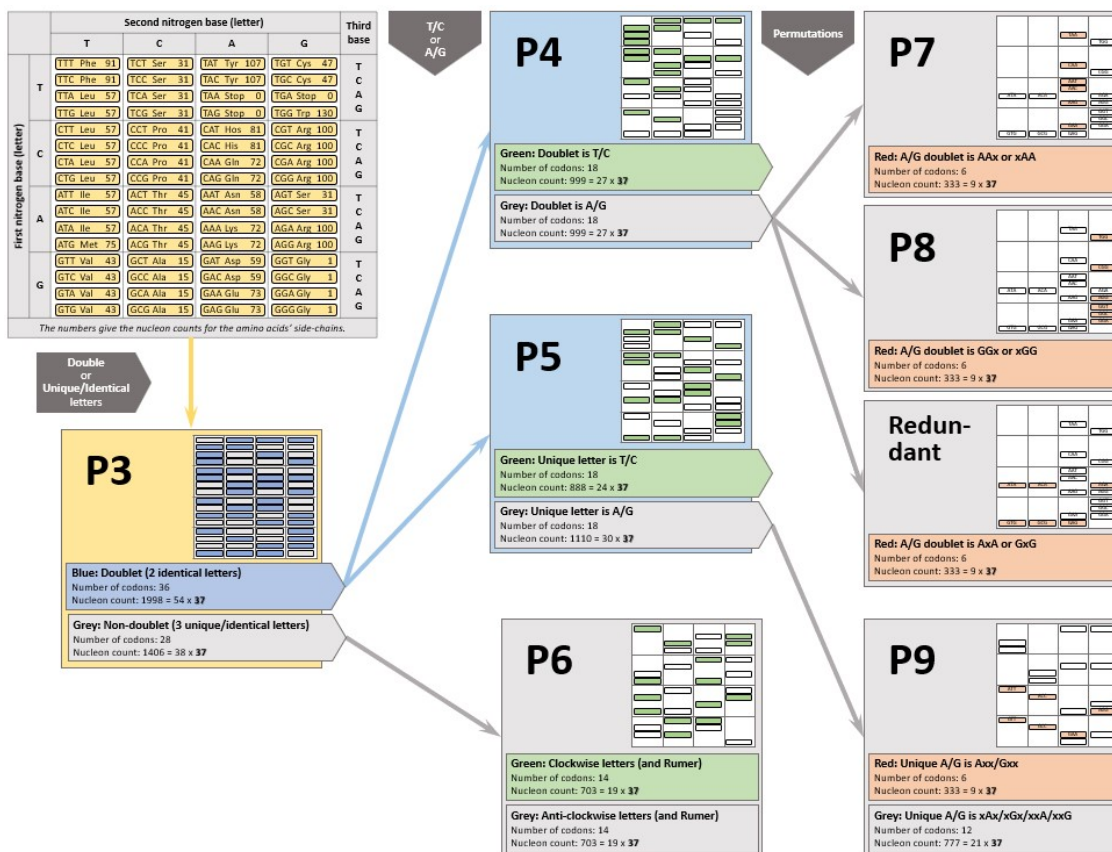 Second nitrogen base (letter)
Third base
T C A G
First nitrogen base (letter)
T
TTT Phe 91 TCT Ser 31 TAT Tyr 107 TGT Cys 47 T
TTC Phe 91 TCC Ser 31 TAC Tyr 107 TGC Cys 47 C
TTA Leu 57 TCA Ser 31 TAA Stop 0 TGA Stop 0 A
TTG Leu 57 TCG Ser 31 TAG Stop 0 TGG Trp 130 G
C
CTT Leu 57 CCT Pro 41 CAT Hos 81 CGT Arg 100 T
CTC Leu 57 CCC Pro 41 CAC His 81 CGC Arg 100 C
CTA Leu 57 CCA Pro 41 CAA Gln 72 CGA Arg 100 A
CTG Leu 57 CCG Pro 41 CAG Gln 72 CGG Arg 100 G
A
ATT Ile 57 ACT Thr 45 AAT Asn 58 AGT Ser 31 T
ATC Ile 57 ACC Thr 45 AAC Asn 58 AGC Ser 31 C
ATA Ile 57 ACA Thr 45 AAA Lys 72 AGA Arg 100 A
ATG Met 75 ACG Thr 45 AAG Lys 72 AGG Arg 100 G
G
GTT Val 43 GCT Ala 15 GAT Asp 59 GGT Gly 1 T
GTC Val 43 GCC Ala 15 GAC Asp 59 GGC Gly 1 C
GTA Val 43 GCA Ala 15 GAA Glu 73 GGA Gly 1 A
GTG Val 43 GCG Ala 15 GAG Glu 73 GGG Gly 1 G
The numbers give the nucleon counts for the amino acids' side-chains.
Double
or
Unique/Identical
letters
P3
Blue: Doublet (2 identical letters)
Number of codons: 36
Nucleon count: 1998 = 54 x 37
Grey: Non-doublet (3 unique/identical letters)
Number of codons: 28
Nucleon count: 1406 = 38 x 37
T/C
or
A/G
P4
Green: Doublet is T/C
Number of codons: 18
Nucleon count: 999 = 27 x 37
Grey: Doublet is A/G
Number of codons: 18
Nucleon count: 999 = 27 x 37
P5
Green: Unique letter is T/C
Number of codons: 18
Nucleon count: 888 = 24 x 37
Grey: Unique letter is A/G
Number of codons: 18
Nucleon count: 1110 = 30 x 37
P6
Green: Clockwise letters (and Rumer)
Number of codons: 14
Nucleon count: 703 = 19 x 37
Grey: Anti-clockwise letters (and Rumer)
Number of codons: 14
Nucleon count: 703 = 19 x 37
Permutations
P7
Red: A/G doublet is AAx or xAA
Number of codons: 6
Nucleon count: 333 = 9 x 37
P8
Red: A/G doublet is GGx or xGG
Number of codons: 6
Nucleon count: 333 = 9 x 37
Redun-
dant
Red: A/G doublet is AxA or GxG
Number of codons: 6
Nucleon count: 333 = 9 x 37
P9
Red: Unique A/G is Axx/Gxx
Number of codons: 6
Nucleon count: 333 = 9 x 37
Grey: Unique A/G is xAx/xGx/xxA/xxG
Number of codons: 12
Nucleon count: 777 = 21 x 37